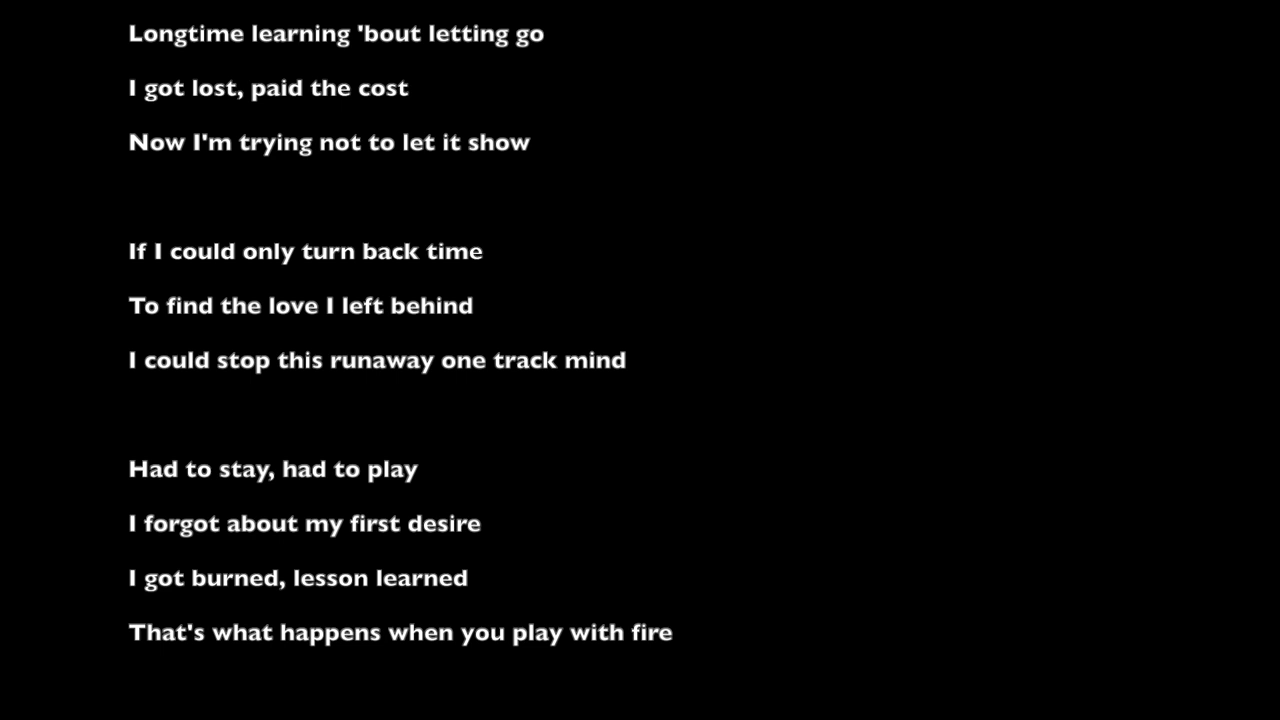 Longtime learning 'bout letting go
I got lost, paid the cost
Now I'm trying not to let it show
If I could only turn back time
To find the love I left behind
I could stop this runaway one track mind
Had to stay, had to play
I forgot about my first desire
I got burned, lesson learned
That's what happens when you play with fire